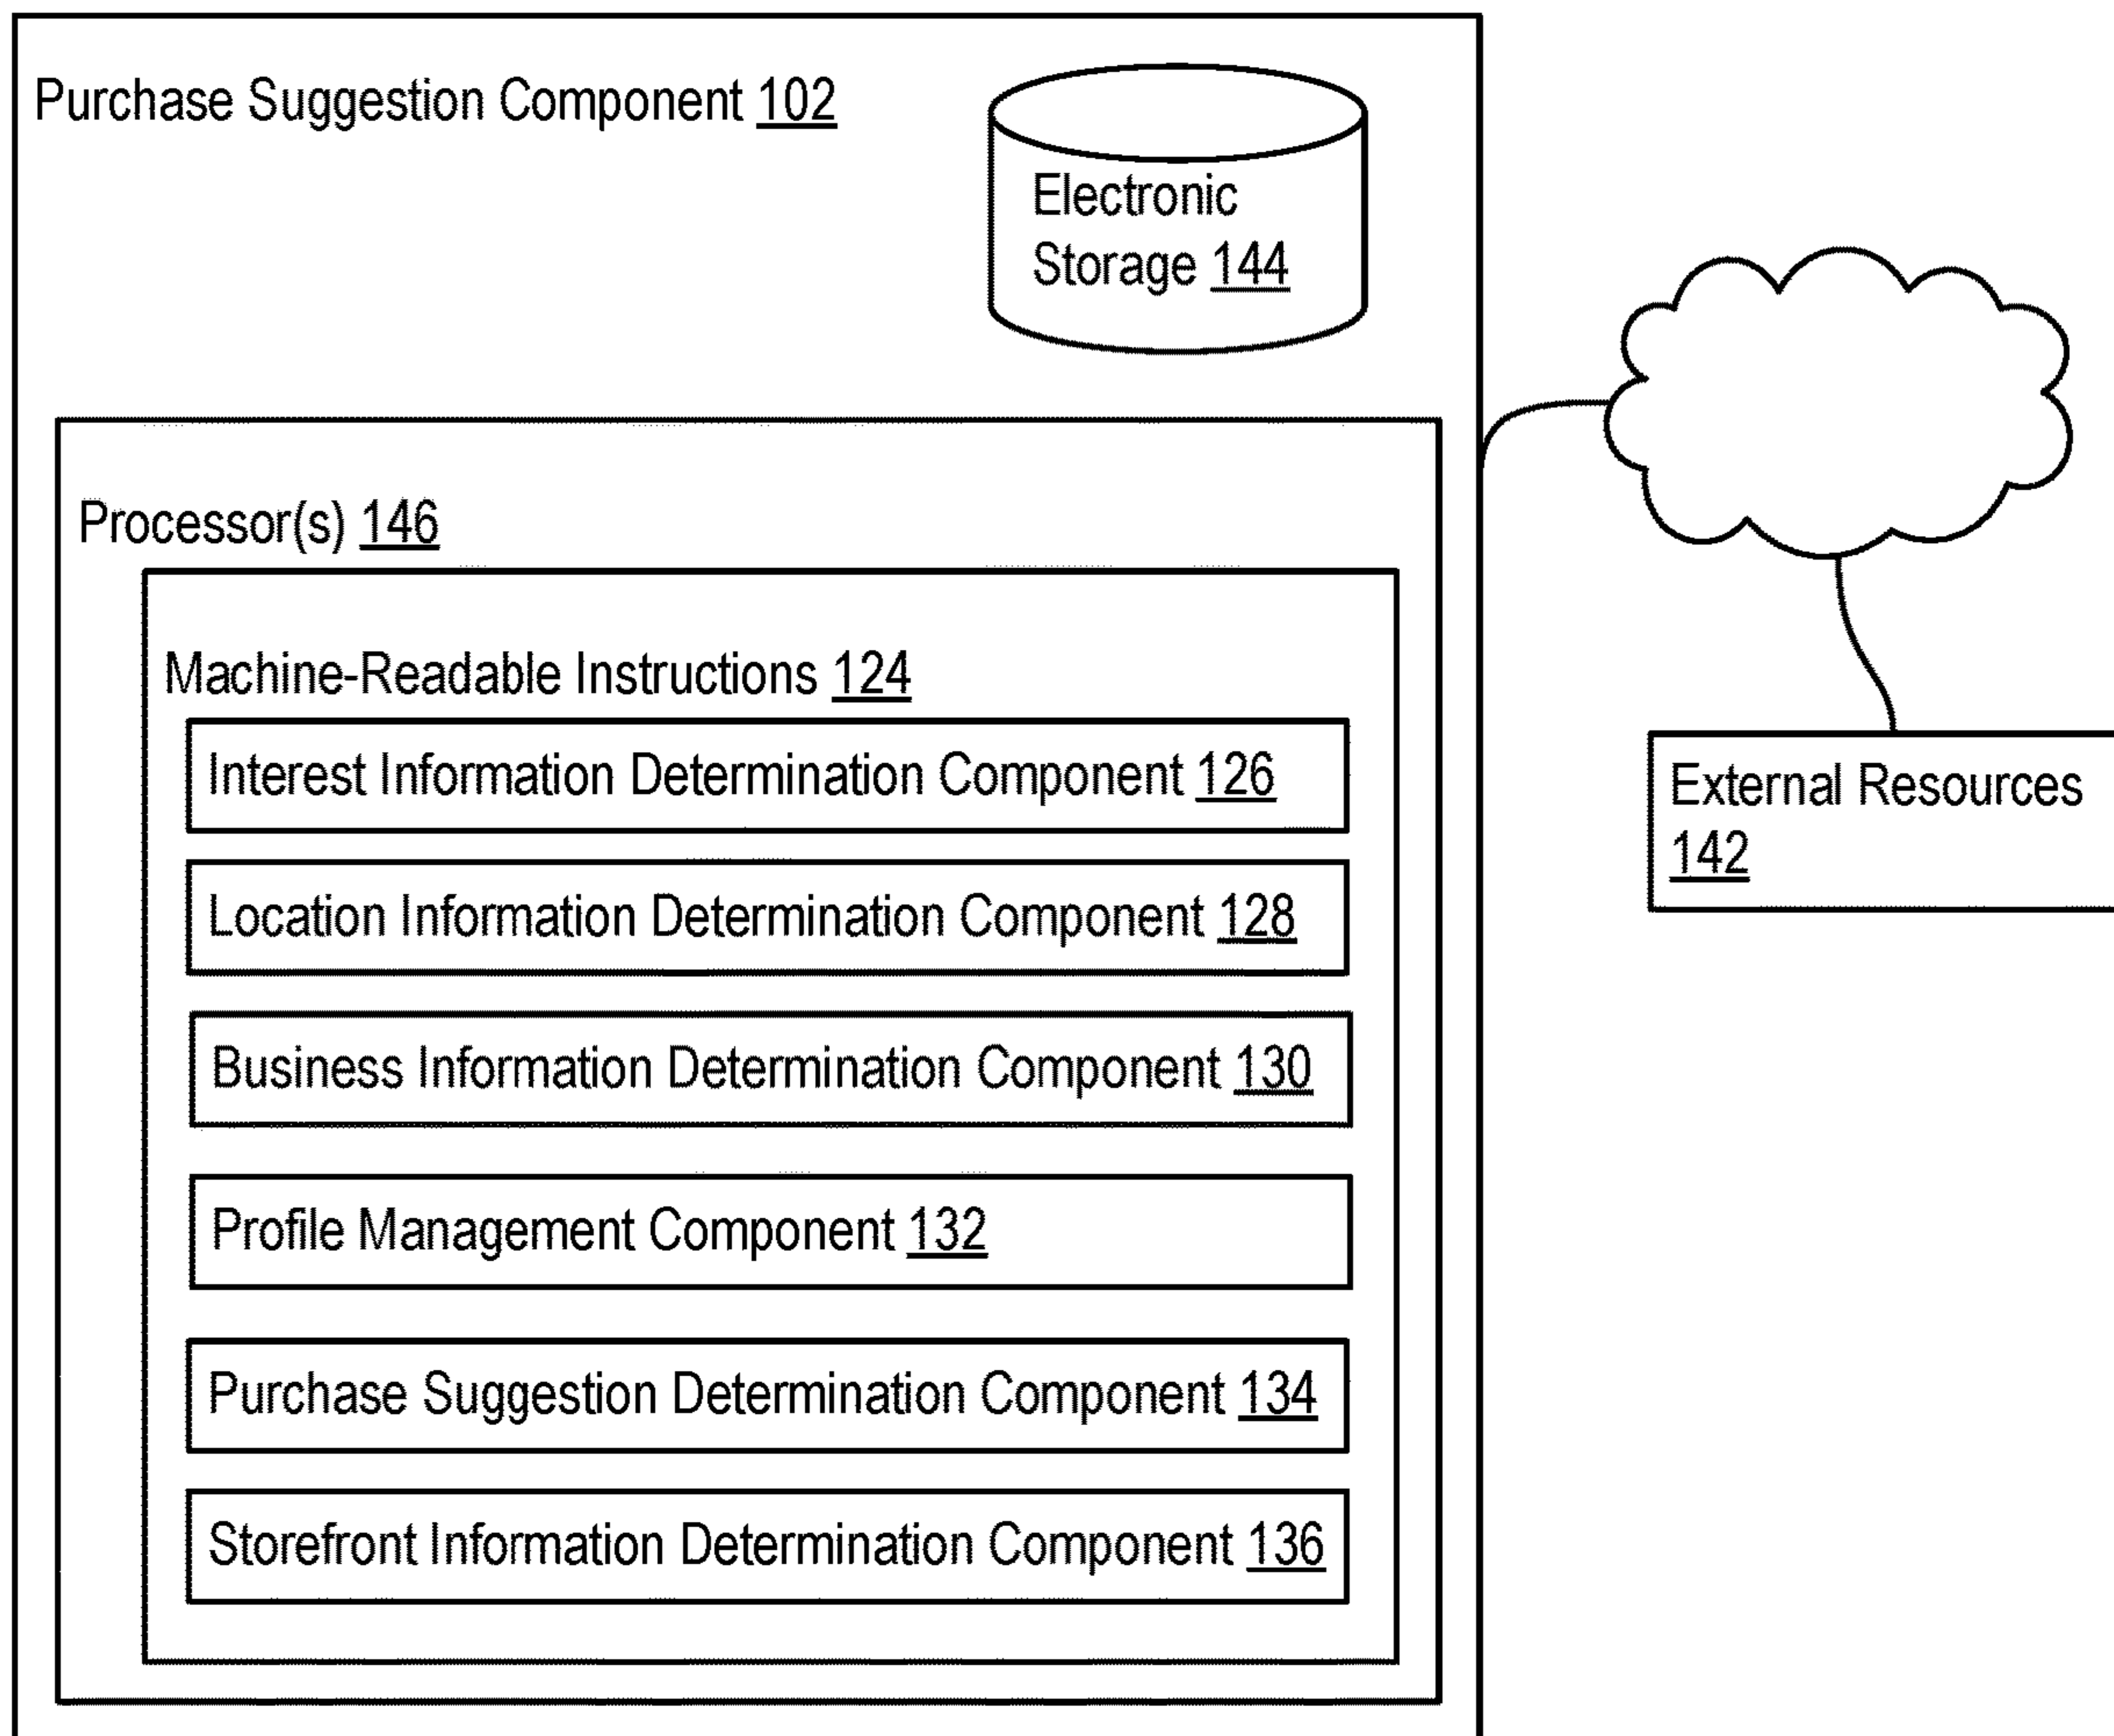 Purchase Suggestion Component 102
Electronic
Storage 144
Processor(s) 146
Machine-Readable Instructions 124
Interest Information Determination Component 126
Location Information Determination Component 128
Business Information Determination Component 130
Profile Management Component 132
Purchase Suggestion Determination Component 134
Storefront Information Determination Component 136
External Resources
142